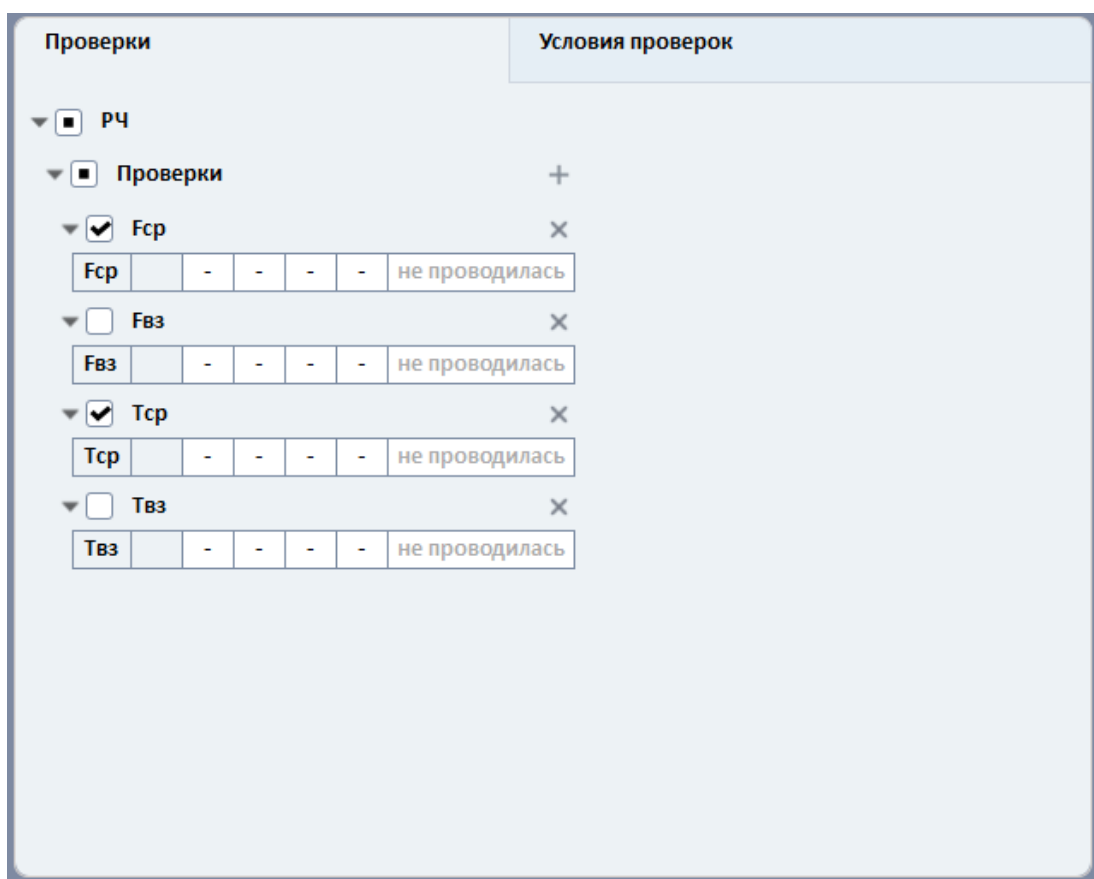 Проверки Условия проверок
РЧ
Проверки
Fср
Fср - - - - не проводилась
Fвз
Fвз - - - - не проводилась
Tср
Tср - - - - не проводилась
Tвз
Tвз - - - - не проводилась